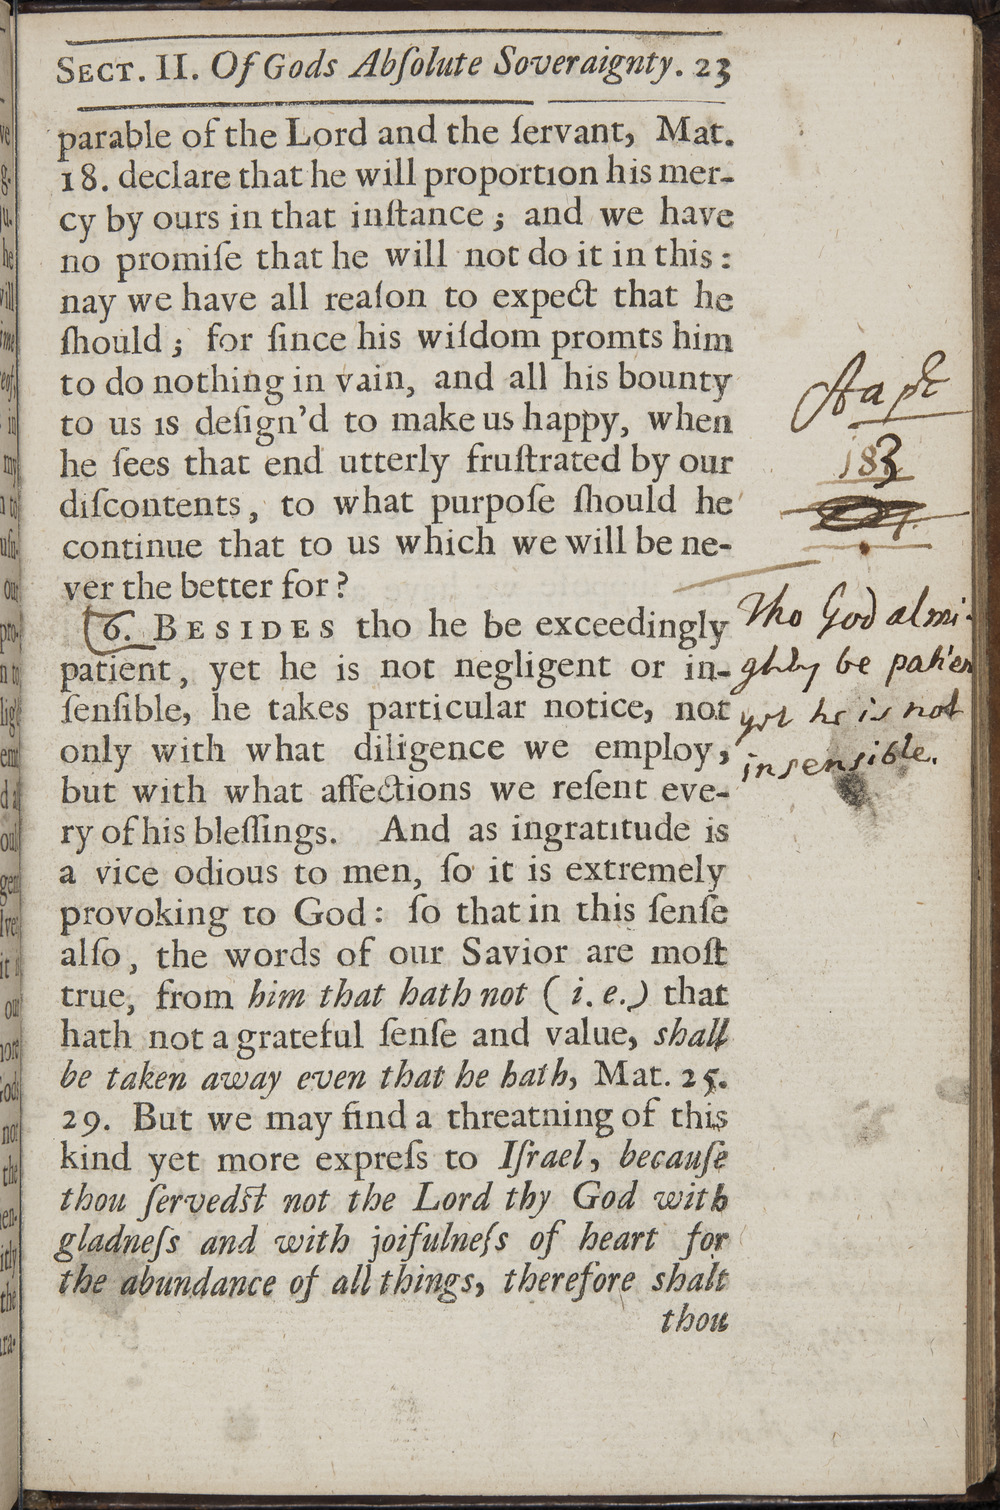 SECT. II. Of Gods Abſolute Soveraignty. 23
parable of the Lord and the ſervant, Mat.
18. declare that he will proportion his mer-
cy by ours in that inſtance ; and we have
no promiſe that he will not do it in this :
nay we have all reaſon to expect that he
ſhould ; for ſince his wiſdom promts him
to do nothing in vain, and all his bounty
to us is deſign'd to make us happy, when
he ſees that end utterly fruſtrated by our
diſcontents, to what purpoſe ſhould he
continue that to us which we will be ne-
ver the better for ?
6. BESIDES tho he be exceedingly
patient, yet he is not negligent or in-
ſenſible, he takes particular notice, not
only with what diligence we employ,
but with what affections we reſent eve-
ry of his bleſſings. And as ingratitude is
a vice odious to men, ſo it is extremely
provoking to God: ſo that in this ſenſe
alſo, the words of our Savior are moſt
true, from him that hath not ( i. e.) that
hath not a grateful ſenſe and value, shall
be taken away even that he hath, Mat. 25.
29. But we may find a threatning of this
kind yet more expreſs to Iſrael, becauſe
thou ſervedſt not the Lord thy God with
gladneſs and with joifulneſs of heart for
the abundance of all things, therefore shalt
thou
183
Tho God almi-
ghty be patien
yet he is not
insensible.